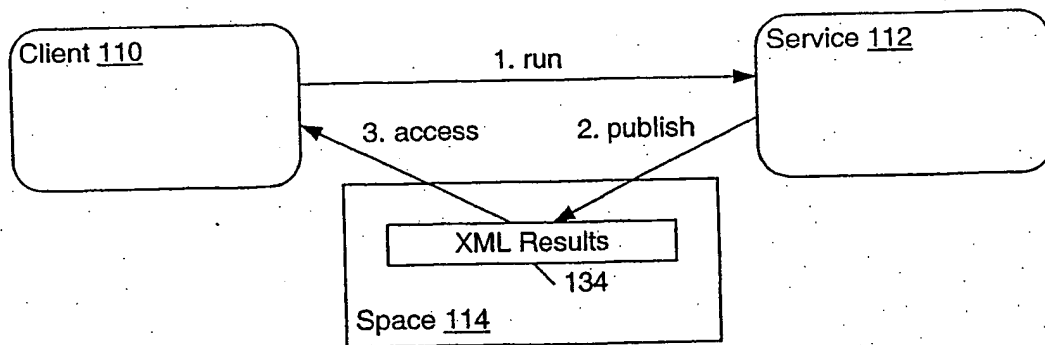 Client 110
Service 112
1. run
3. access
2. publish
XML Results
134
Space 114